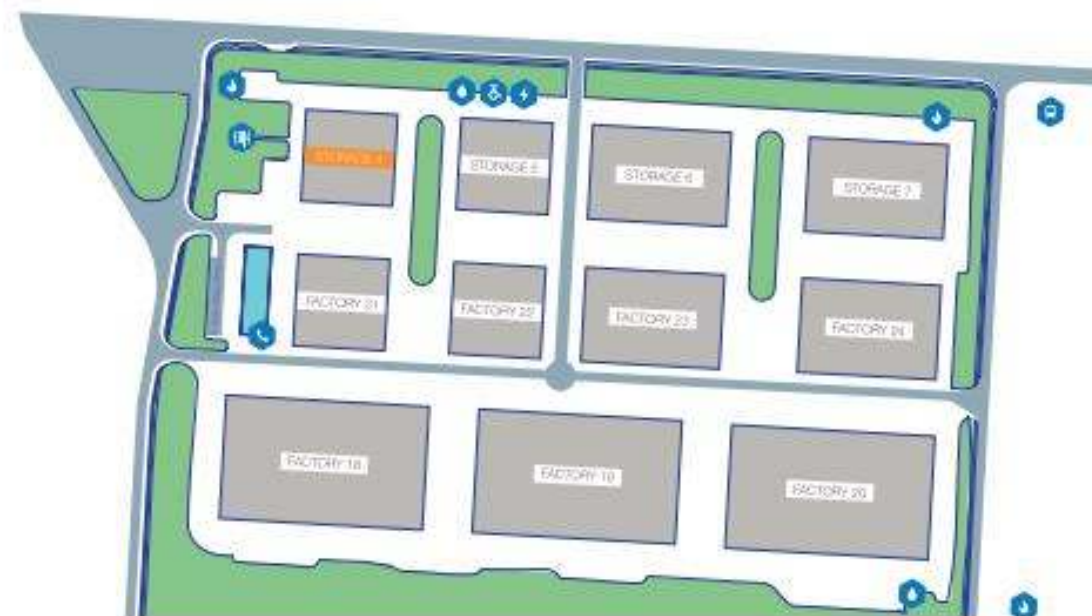 STORAGE 5
STORAGE 6
STORAGE 7
FACTORY 21
FACTORY 22
FACTORY 23
FACTORY 24
FACTORY 18
FACTORY 19
FACTORY 20